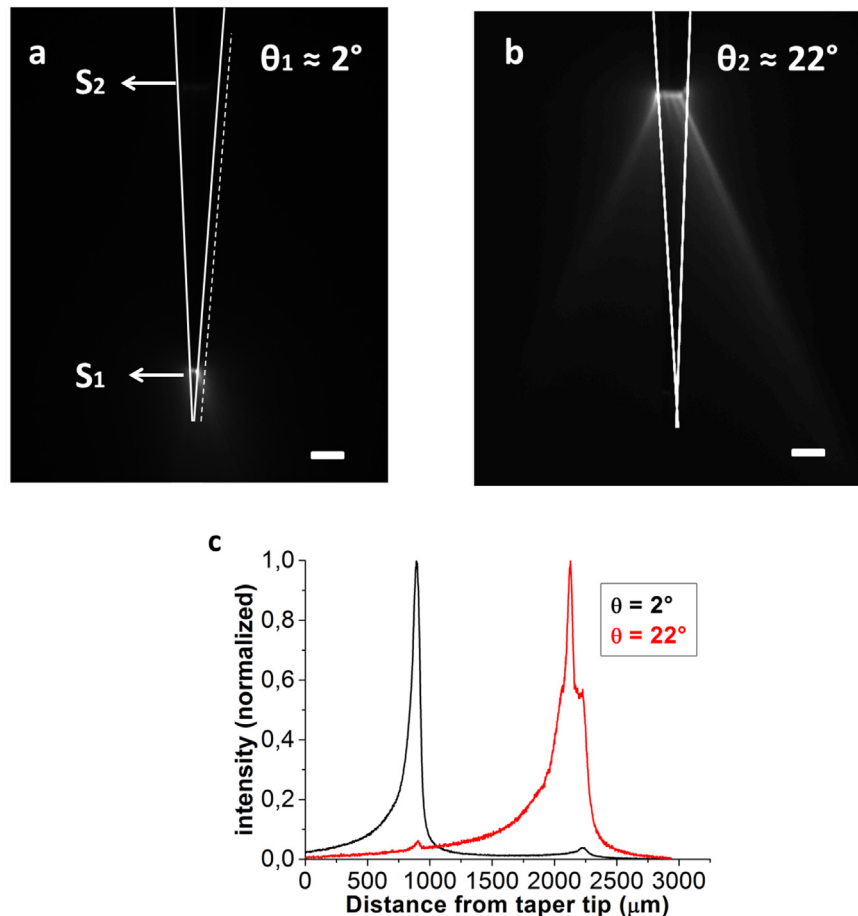 a
θ₁ ≈ 2°
S₂
S₁
b
θ₂ ≈ 22°
c
intensity (normalized)
1,0
0,8
0,6
0,4
0,2
0,0
θ = 2°
θ = 22°
0 500 1000 1500 2000 2500 3000
Distance from taper tip (μm)